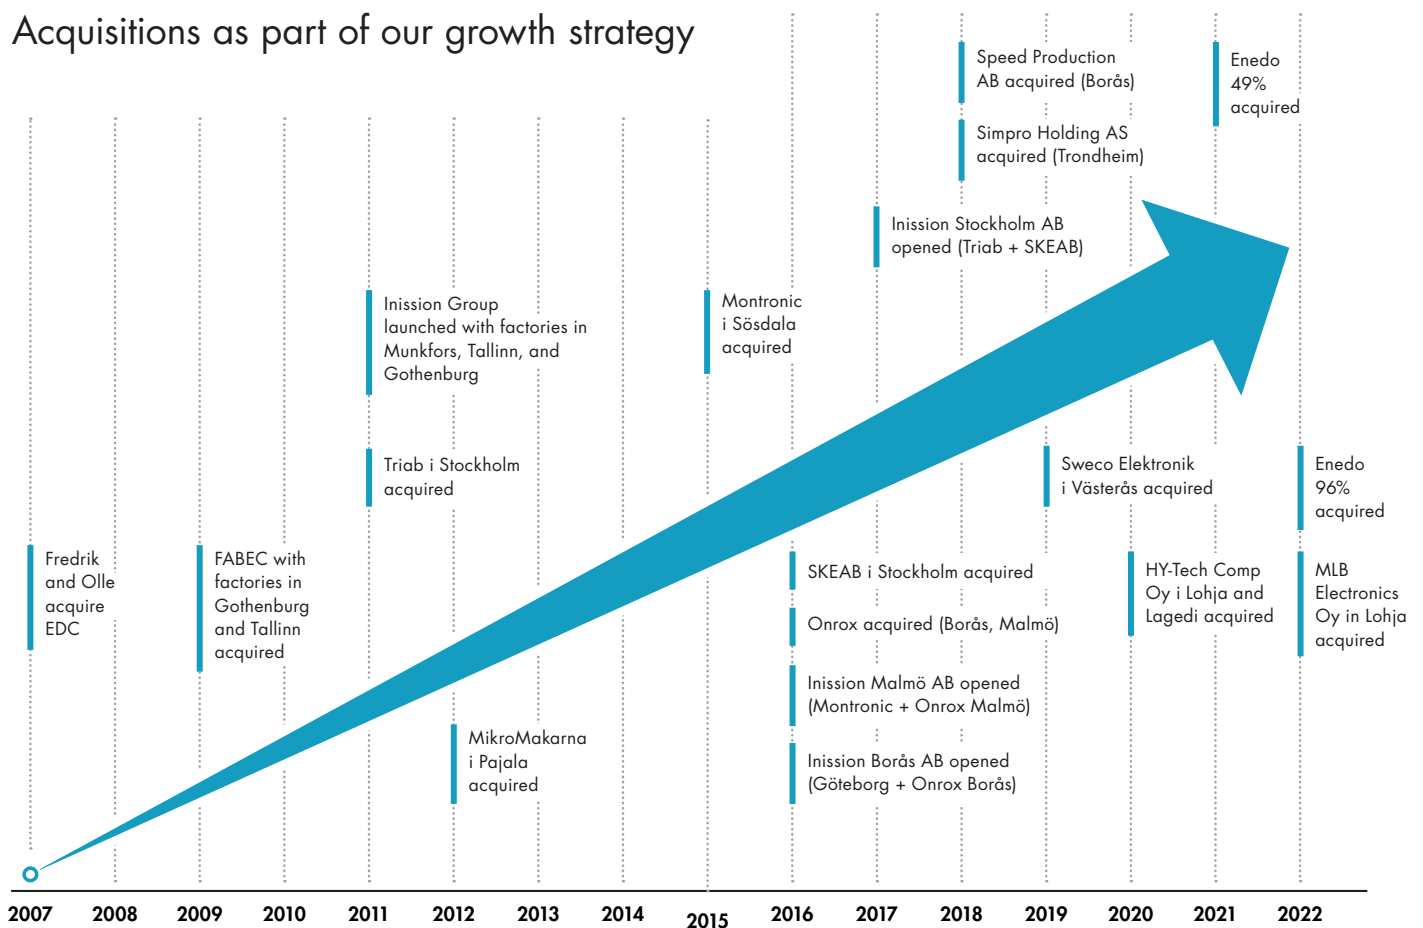 Acquisitions as part of our growth strategy
Fredrik
and Olle
acquire
EDC
FABEC with
factories in
Gothenburg
and Tallinn
acquired
Inission Group
launched with factories in
Munkfors, Tallinn, and
Gothenburg
Triab i Stockholm
acquired
MikroMakarna
i Pajala
acquired
Montronic
i Sösdala
acquired
SKEAB i Stockholm acquired
Onrox acquired (Borås, Malmö)
Inission Malmö AB opened
(Montronic + Onrox Malmö)
Inission Borås AB opened
(Göteborg + Onrox Borås)
Inission Stockholm AB
opened (Triab + SKEAB)
Speed Production
AB acquired (Borås)
Simpro Holding AS
acquired (Trondheim)
Sweco Elektronik
i Västerås acquired
HY-Tech Comp
Oy i Lohja and
Lagedi acquired
Enedo
49%
acquired
Enedo
96%
acquired
MLB
Electronics
Oy in Lohja
acquired
2007 2008 2009 2010 2011 2012 2013 2014 2015 2016 2017 2018 2019 2020 2021 2022